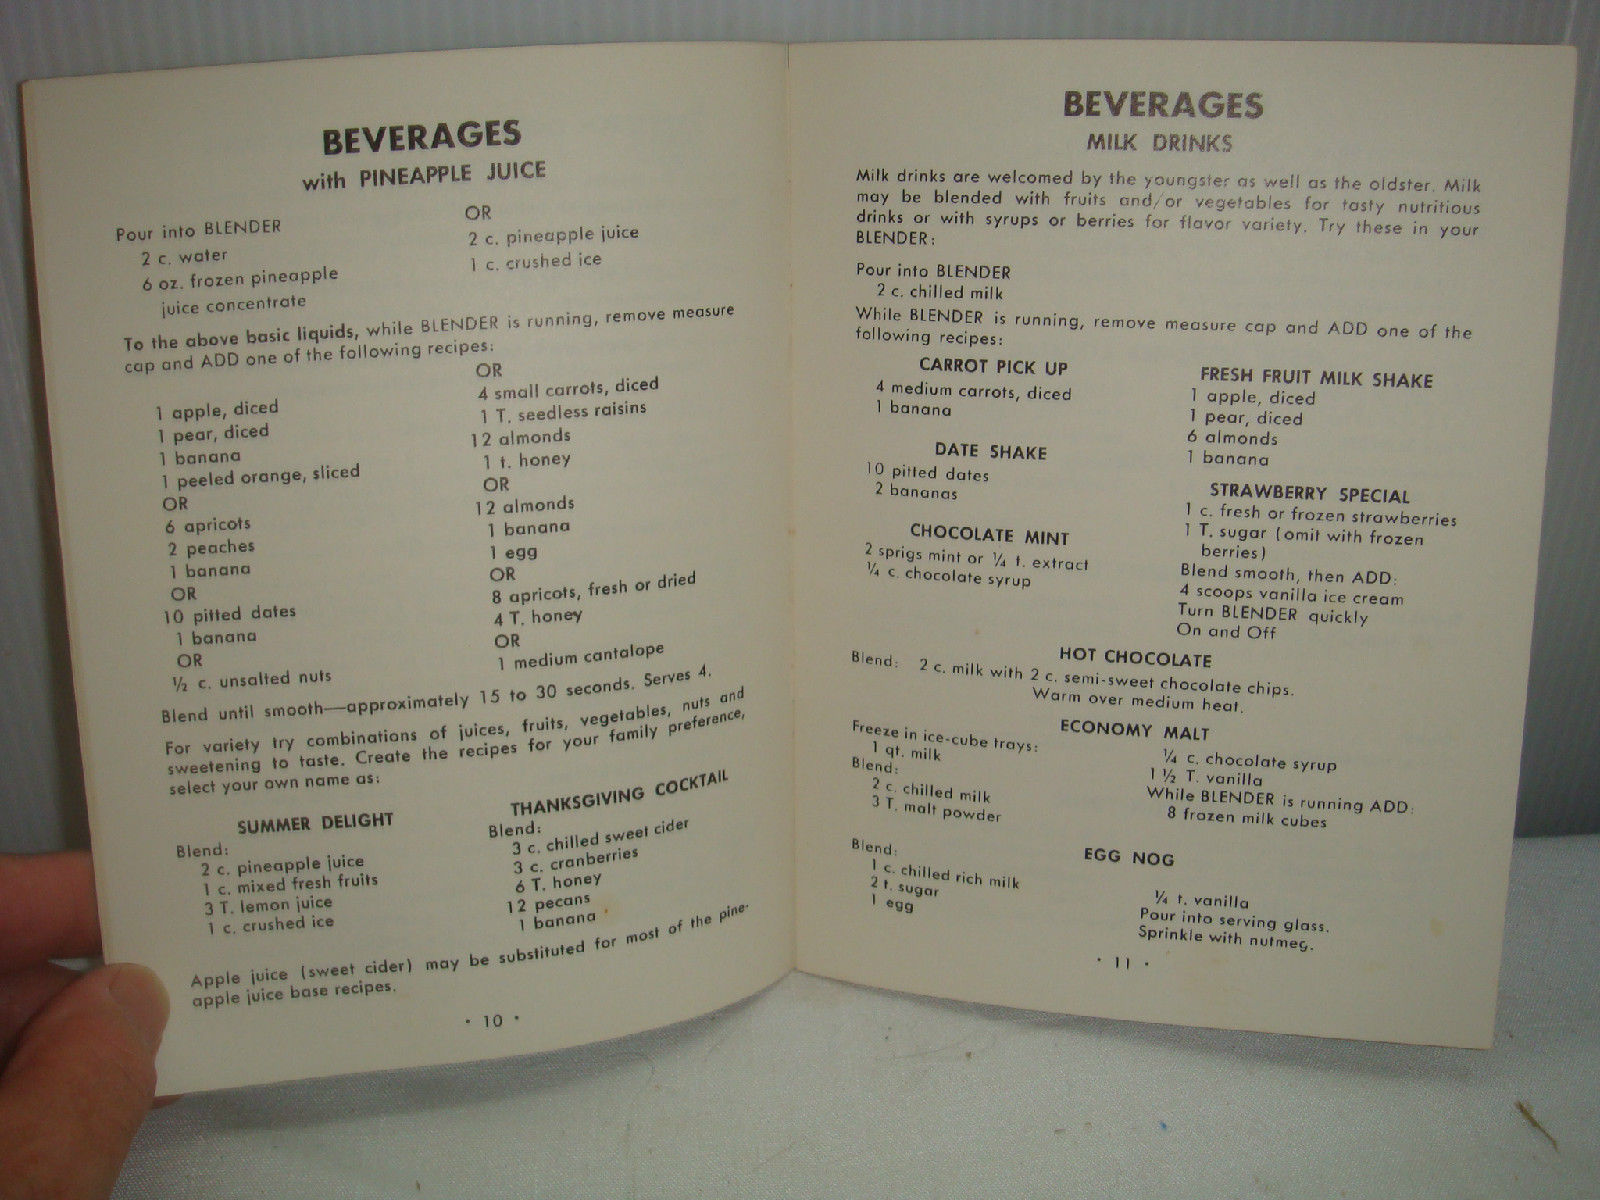 BEVERAGES
with PINEAPPLE JUICE
Pour into BLENDER
2 c. water
6 oz. frozen pineapple
juice concentrate
OR
2 c. pineapple juice
1 c. crushed ice
To the above basic liquids, while BLENDER is running, remove measure
cap and ADD one of the following recipes:
1 apple, diced
1 pear, diced
1 banana
1 peeled orange, sliced
OR
6 apricots
2 peaches
1 banana
OR
10 pitted dates
1 banana
OR
½ c. unsalted nuts
OR
4 small carrots, diced
1 T. seedless raisins
12 almonds
1 t. honey
OR
12 almonds
1 banana
1 egg
OR
8 apricots, fresh or dried
4 T. honey
OR
1 medium cantalope
Blend until smooth—approximately 15 to 30 seconds. Serves 4.
For variety try combinations of juices, fruits, vegetables, nuts and
sweetening to taste. Create the recipes for your family preference,
select your own name as:
SUMMER DELIGHT
Blend:
2 c. pineapple juice
1 c. mixed fresh fruits
3 T. lemon juice
1 c. crushed ice
THANKSGIVING COCKTAIL
Blend:
3 c. chilled sweet cider
3 c. cranberries
6 T. honey
12 pecans
1 banana
Apple juice (sweet cider) may be substituted for most of the pine-
apple juice base recipes.
• 10 •
BEVERAGES
MILK DRINKS
Milk drinks are welcomed by the youngster as well as the oldster. Milk
may be blended with fruits and/or vegetables for tasty nutritious
drinks or with syrups or berries for flavor variety. Try these in your
BLENDER:
Pour into BLENDER
2 c. chilled milk
While BLENDER is running, remove measure cap and ADD one of the
following recipes:
CARROT PICK UP
4 medium carrots, diced
1 banana
DATE SHAKE
10 pitted dates
2 bananas
CHOCOLATE MINT
2 sprigs mint or ¼ t. extract
¼ c. chocolate syrup
FRESH FRUIT MILK SHAKE
1 apple, diced
1 pear, diced
6 almonds
1 banana
STRAWBERRY SPECIAL
1 c. fresh or frozen strawberries
1 T. sugar (omit with frozen
berries)
Blend smooth, then ADD:
4 scoops vanilla ice cream
Turn BLENDER quickly
On and Off
HOT CHOCOLATE
Blend: 2 c. milk with 2 c. semi-sweet chocolate chips.
Warm over medium heat.
ECONOMY MALT
Freeze in ice-cube trays:
1 qt. milk
Blend:
2 c. chilled milk
3 T. malt powder
¼ c. chocolate syrup
1 ½ T. vanilla
While BLENDER is running ADD:
8 frozen milk cubes
EGG NOG
Blend:
1 c. chilled rich milk
2 t. sugar
1 egg
¼ t. vanilla
Pour into serving glass.
Sprinkle with nutmeg.
• 11 •